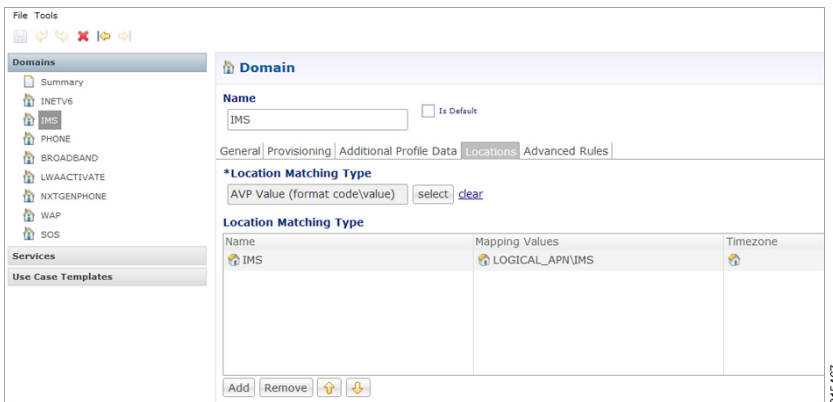 File Tools
Domains
Summary
INETV6
IMS
PHONE
BROADBAND
LWAACTIVATE
NXTGENPHONE
WAP
SOS
Services
Use Case Templates
Domain
Name
IMS
Is Default
General Provisioning Additional Profile Data Locations Advanced Rules
*Location Matching Type
AVP Value (format code\value) select clear
Location Matching Type
Name Mapping Values Timezone
IMS LOGICAL_APN\IMS
Add Remove